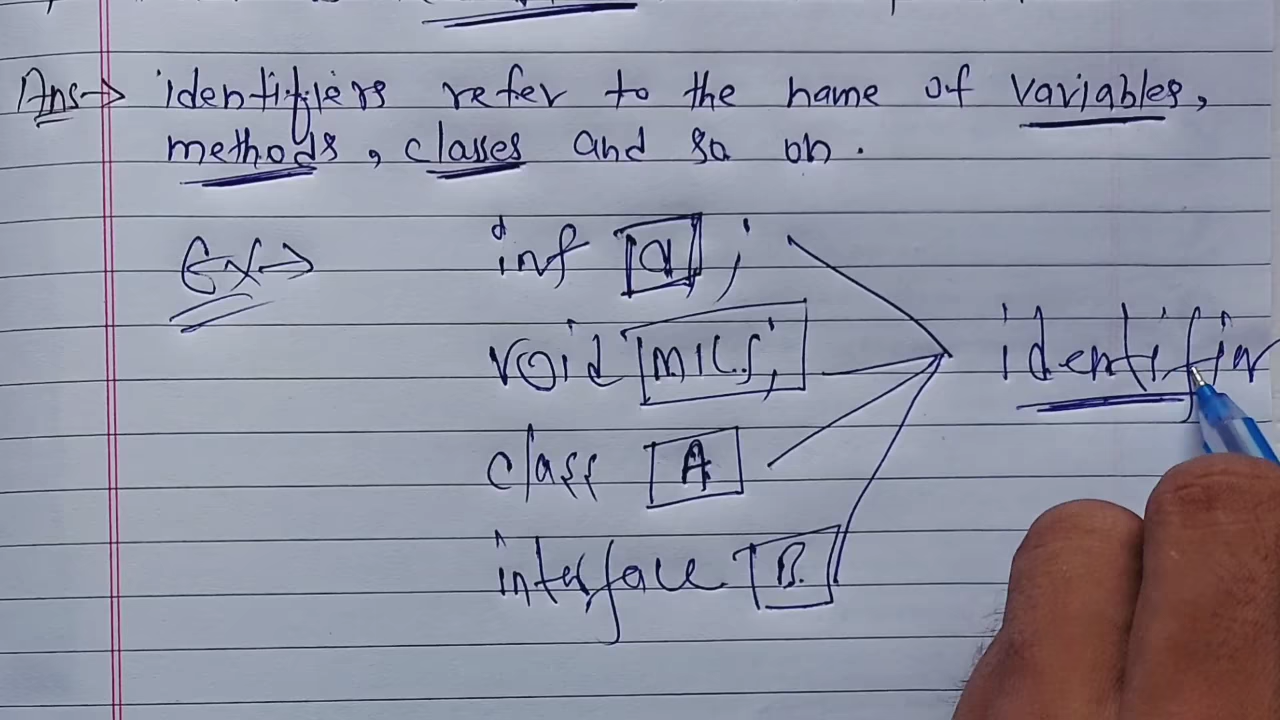 Ans→ identifiers refer to the name of variables,
methods, classes and so on.
Ex→
int a;
void m1();
class A
interface B
identifier